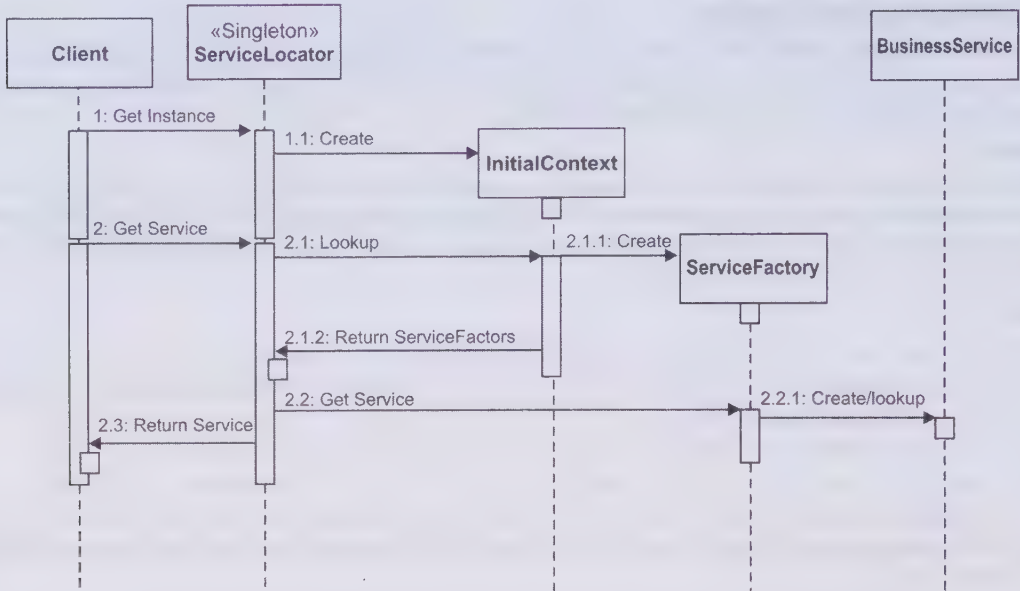 Client
«Singleton»
ServiceLocator
BusinessService
1: Get Instance
1.1: Create
InitialContext
2: Get Service
2.1: Lookup
2.1.1: Create
ServiceFactory
2.1.2: Return ServiceFactors
2.2: Get Service
2.2.1: Create/lookup
2.3: Return Service